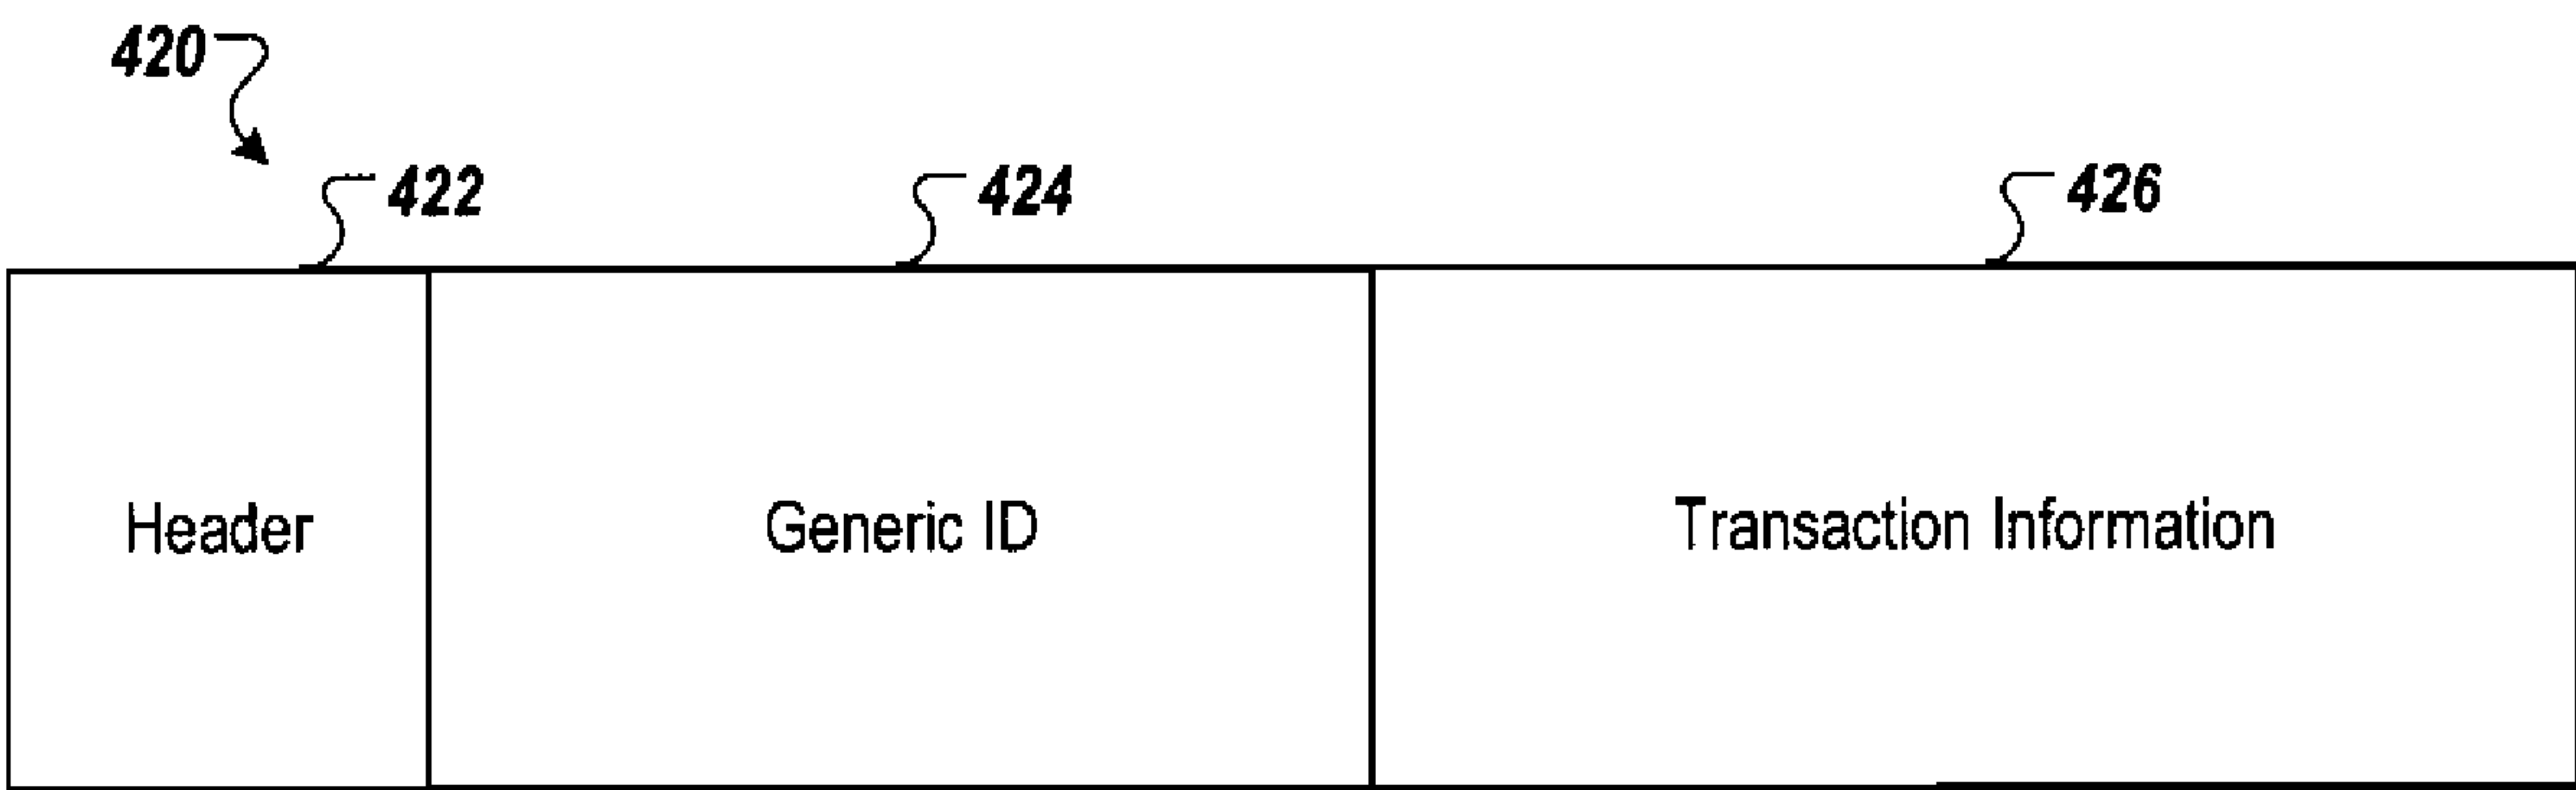 420
422
424
426
Header
Generic ID
Transaction Information